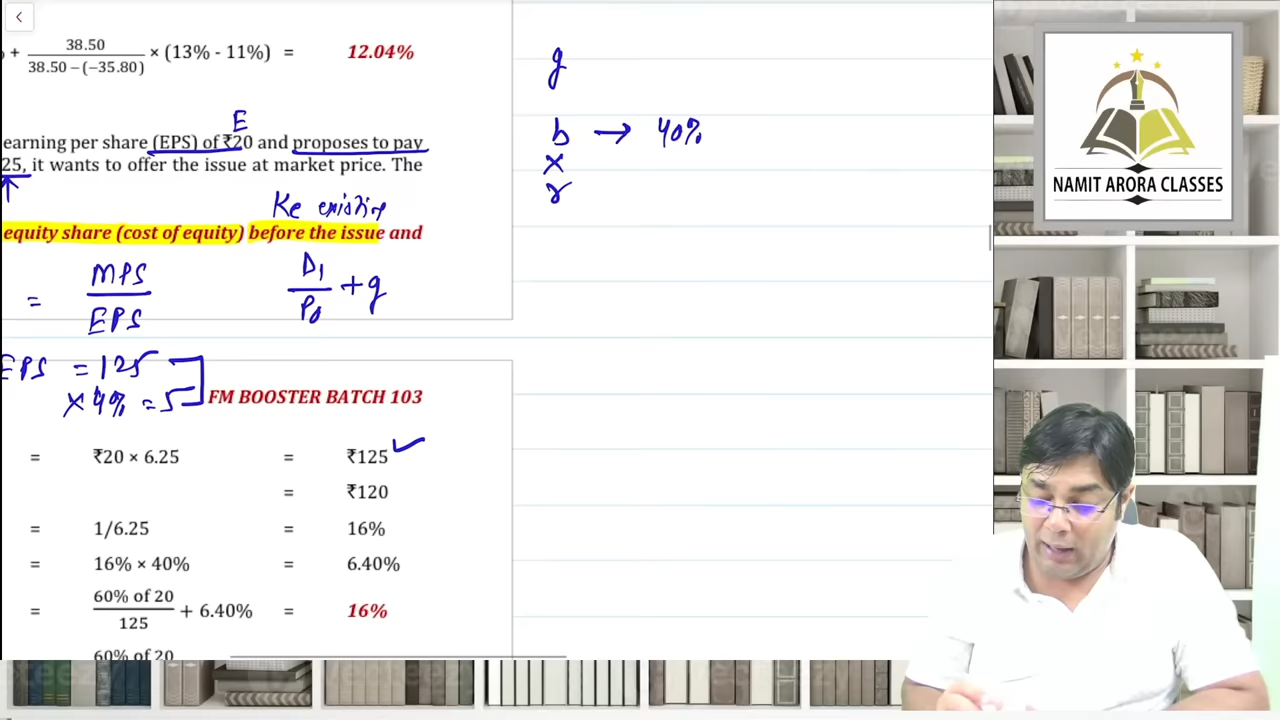 + 38.50 / 38.50 – (–35.80) × (13% - 11%) = 12.04%
E
earning per share (EPS) of ₹20 and proposes to pay
25, it wants to offer the issue at market price. The
Ke existing
equity share (cost of equity) before the issue and
= MPS / EPS
D1 / P0 + g
EPS = 125
× 4% = 5
FM BOOSTER BATCH 103
= ₹20 × 6.25 = ₹125
= ₹120
= 1/6.25 = 16%
= 16% × 40% = 6.40%
= 60% of 20 / 125 + 6.40% = 16%
60% of 20
g
b → 40%
×
r
NAMIT ARORA CLASSES